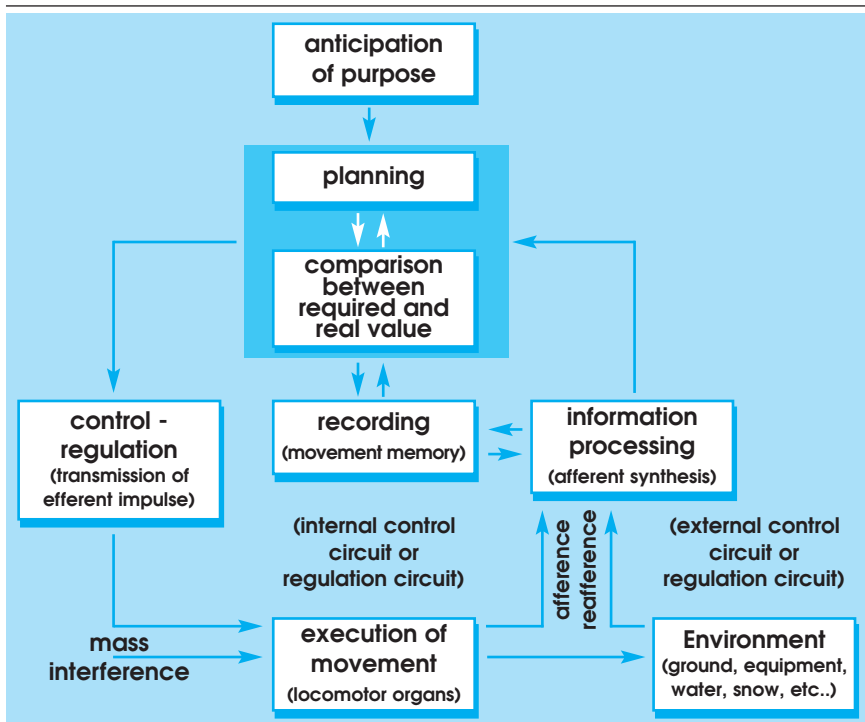 anticipation
of purpose
planning
comparison
between
required and
real value
control -
regulation
(transmission of
efferent impulse)
recording
(movement memory)
information
processing
(afferent synthesis)
(internal control
circuit or
regulation circuit)
afference
reafference
(external control
circuit or
regulation circuit)
mass
interference
execution of
movement
(locomotor organs)
Environment
(ground, equipment,
water, snow, etc..)